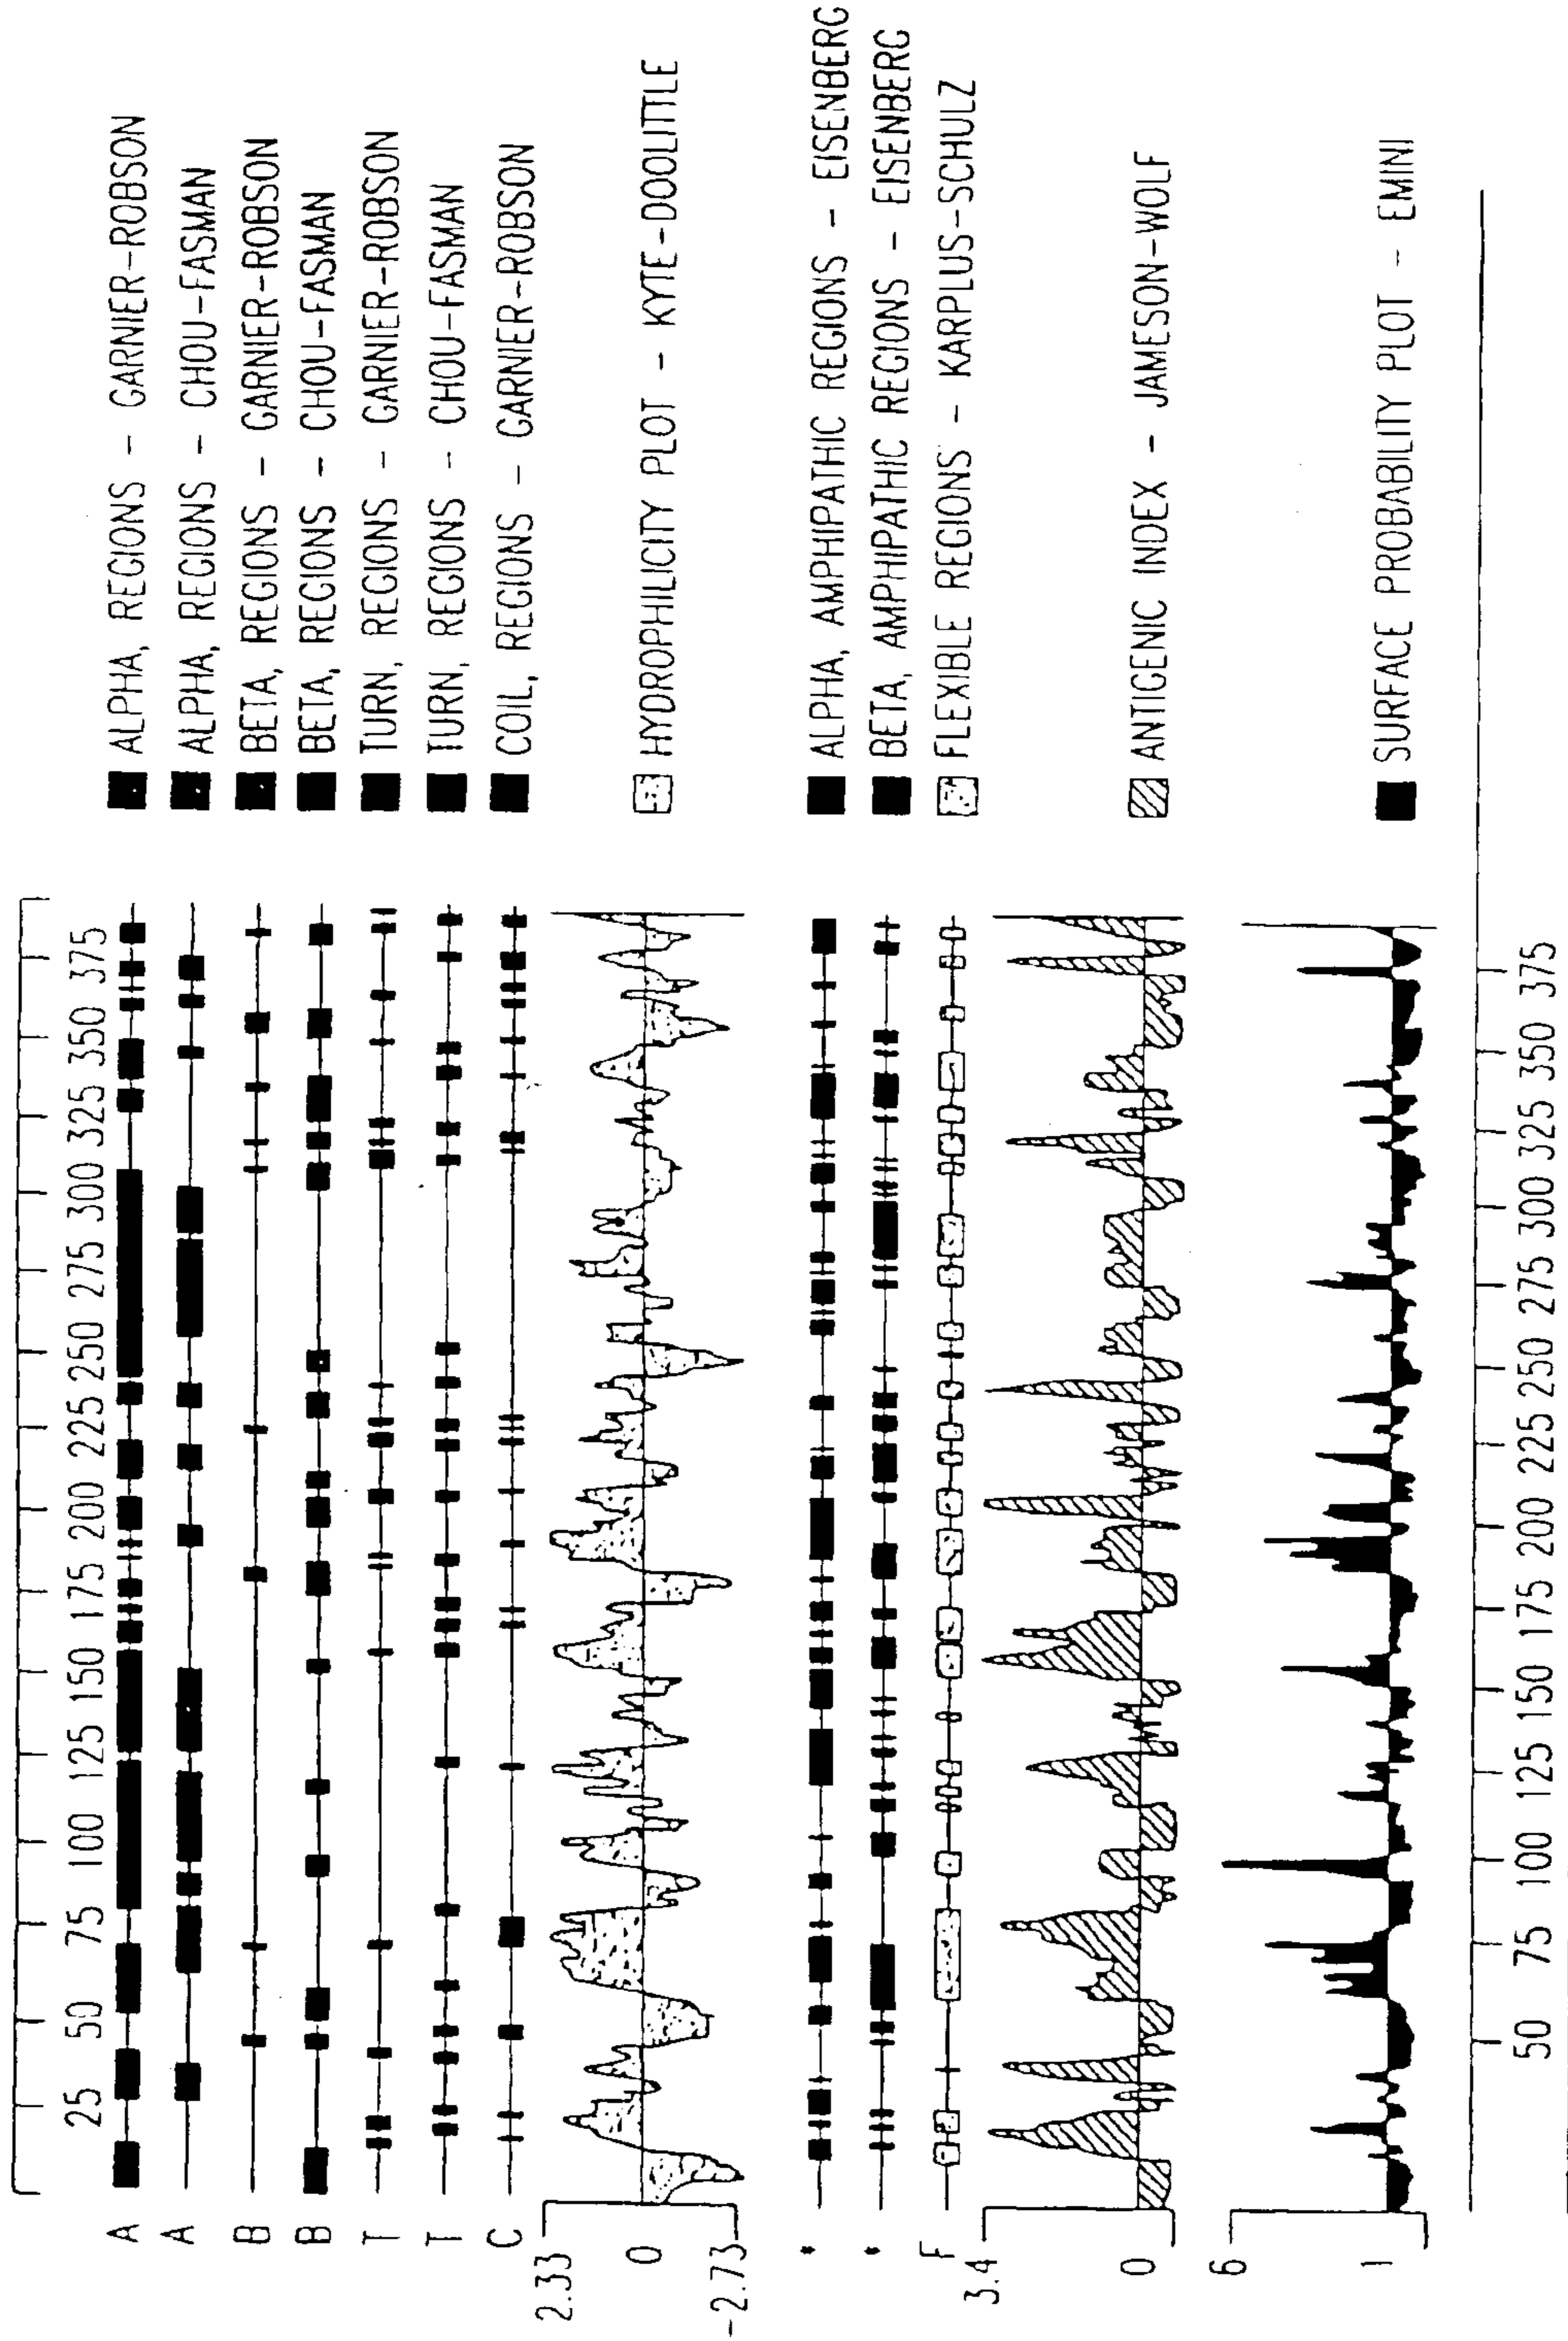 25 50 75 100 125 150 175 200 225 250 275 300 325 350 375
A ALPHA, REGIONS - GARNIER-ROBSON
A ALPHA, REGIONS - CHOU-FASMAN
B BETA, REGIONS - GARNIER-ROBSON
B BETA, REGIONS - CHOU-FASMAN
T TURN, REGIONS - GARNIER-ROBSON
T TURN, REGIONS - CHOU-FASMAN
C COIL, REGIONS - GARNIER-ROBSON
2.33
0 HYDROPHILICITY PLOT - KYTE-DOOLITTLE
-2.73
* ALPHA, AMPHIPATHIC REGIONS - EISENBERG
* BETA, AMPHIPATHIC REGIONS - EISENBERG
F FLEXIBLE REGIONS - KARPLUS-SCHULZ
3.4
0 ANTIGENIC INDEX - JAMESON-WOLF
6
1 SURFACE PROBABILITY PLOT - EMINI
50 75 100 125 150 175 200 225 250 275 300 325 350 375